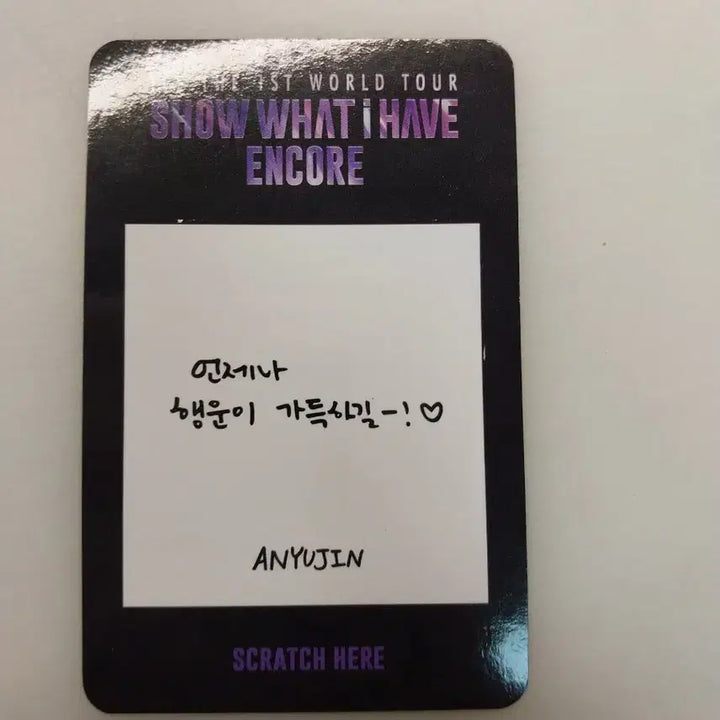 THE 1ST WORLD TOUR
SHOW WHAT i HAVE
ENCORE
언제나
행운이 가득하길-! ♡
ANYUJIN
SCRATCH HERE